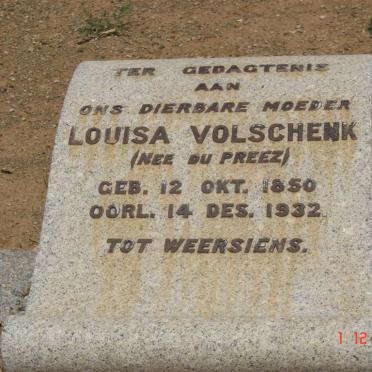 TER GEDAGTENIS
AAN
ONS DIERBARE MOEDER
LOUISA VOLSCHENK
(NEE DU PREEZ)
GEB. 12 OKT. 1850
OORL. 14 DES. 1932.
TOT WEERSIENS.
1 12